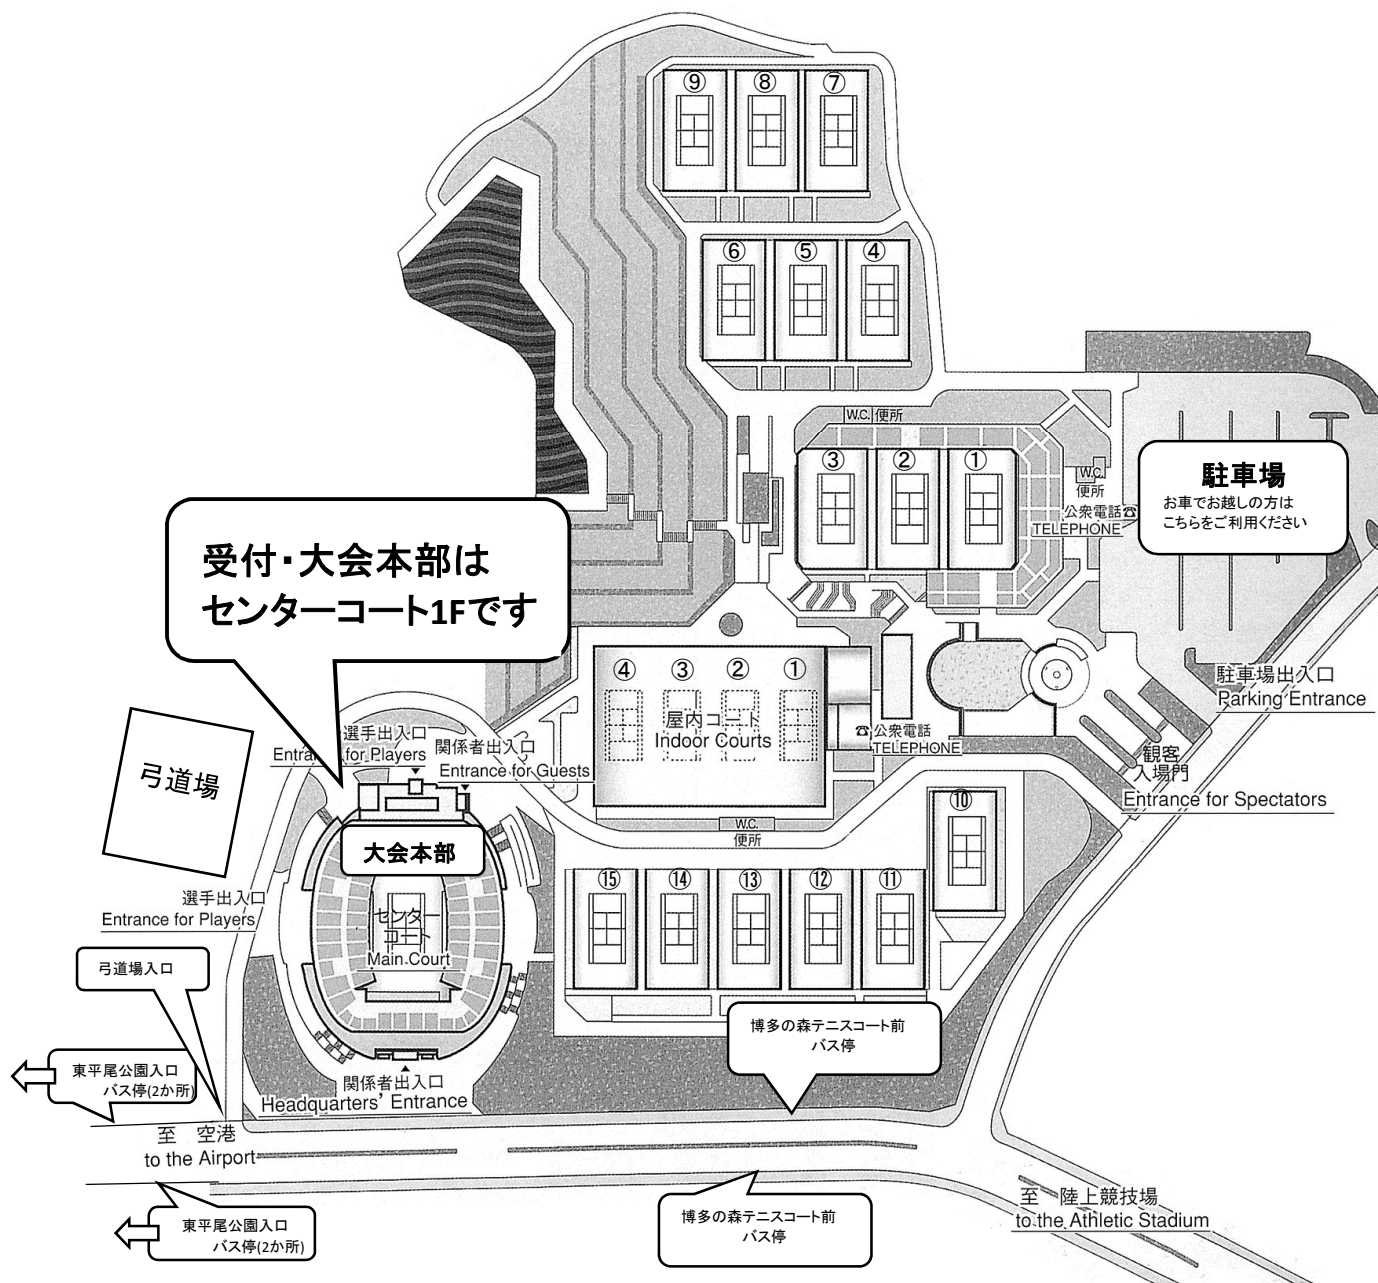 ⑨
⑧
⑦
⑥
⑤
④
W.C. 便所
③
②
①
W.C.
便所
公衆電話☎
TELEPHONE
駐車場
お車でお越しの方は
こちらをご利用ください
受付・大会本部は
センターコート1Fです
④
③
②
①
屋内コート
Indoor Courts
☎公衆電話
TELEPHONE
駐車場出入口
Parking Entrance
観客
入場門
Entrance for Spectators
弓道場
選手出入口
Entrance for Players
関係者出入口
Entrance for Guests
大会本部
W.C.
便所
⑩
⑮
⑭
⑬
⑫
⑪
選手出入口
Entrance for Players
センター
コート
Main Court
弓道場入口
博多の森テニスコート前
バス停
東平尾公園入口
バス停(2か所)
関係者出入口
Headquarters' Entrance
至 空港
to the Airport
東平尾公園入口
バス停(2か所)
博多の森テニスコート前
バス停
至 陸上競技場
to the Athletic Stadium